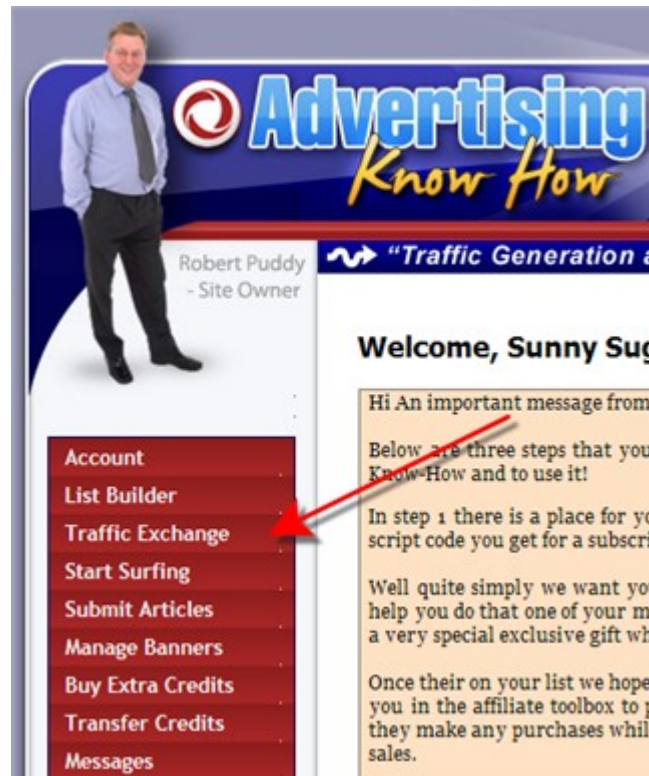 Advertising
Know How
Robert Puddy
- Site Owner
"Traffic Generation a
Welcome, Sunny Sug
Hi An important message from
Below are three steps that you
Know-How and to use it!
In step 1 there is a place for yo
script code you get for a subscri
Well quite simply we want you
help you do that one of your m
a very special exclusive gift wh
Once their on your list we hope
you in the affiliate toolbox to p
they make any purchases whil
sales.
Account
List Builder
Traffic Exchange
Start Surfing
Submit Articles
Manage Banners
Buy Extra Credits
Transfer Credits
Messages